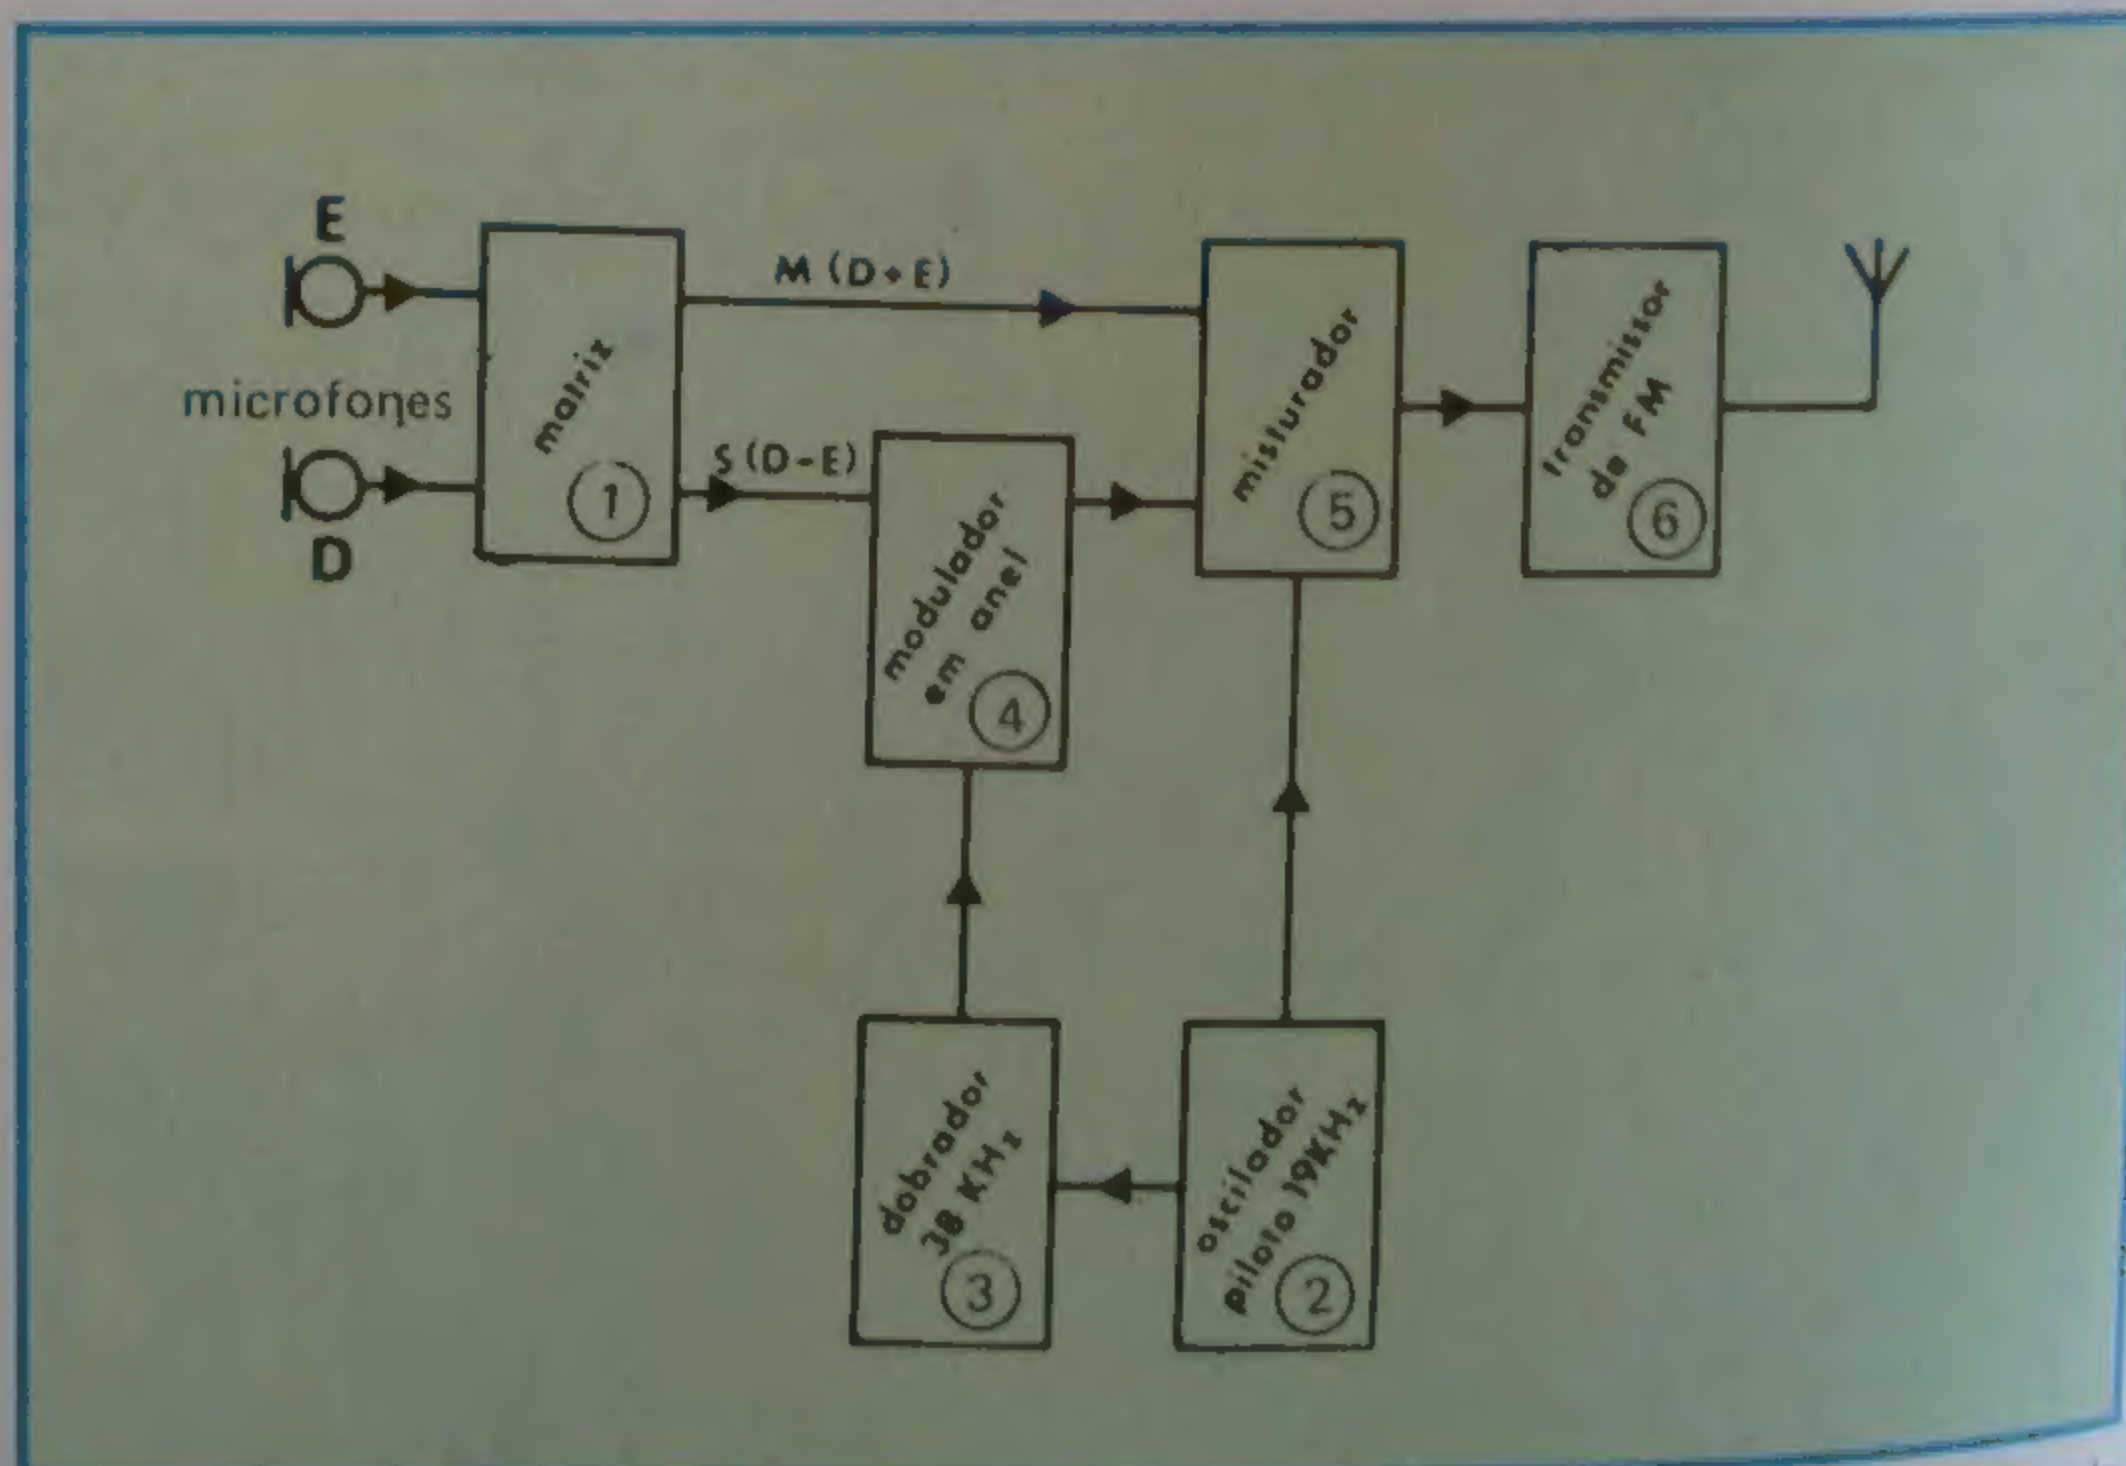 E
microfones
D
matriz
1
M (D+E)
S (D-E)
modulador
em anel
4
misturador
5
transmissor
de FM
6
dobrador
38 KHz
3
oscilador
piloto 19KHz
2